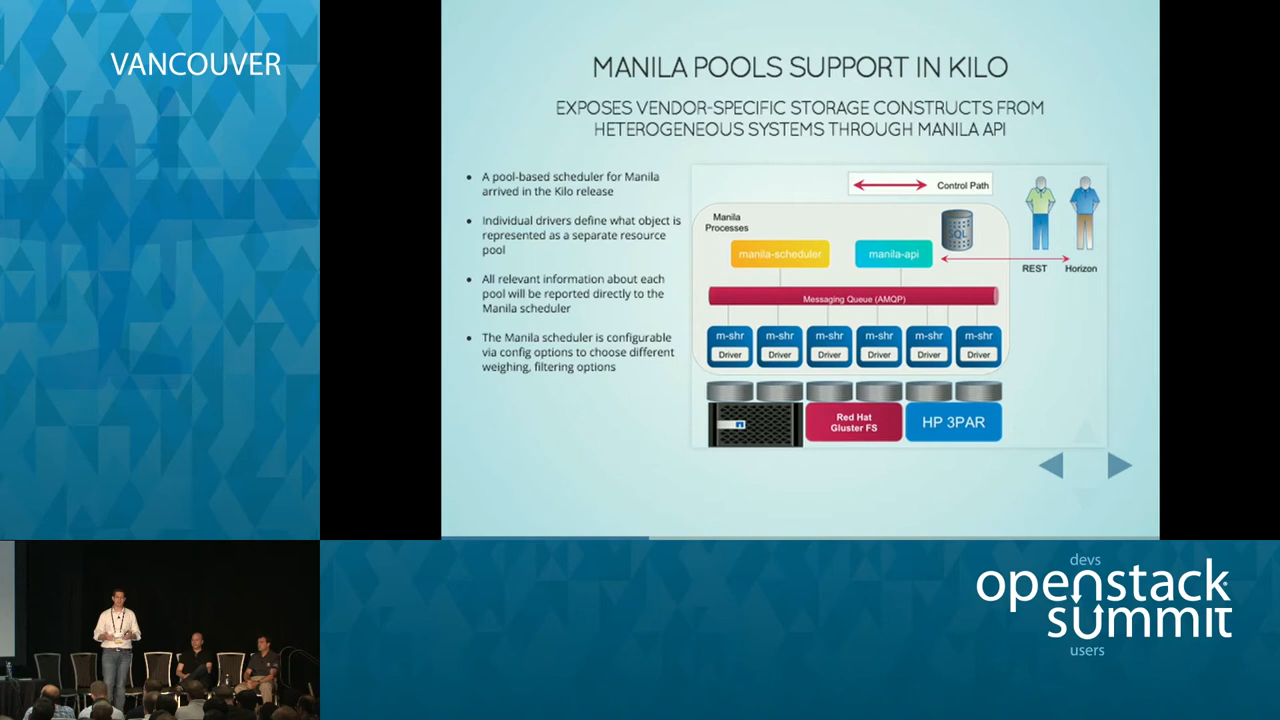 VANCOUVER
MANILA POOLS SUPPORT IN KILO
EXPOSES VENDOR-SPECIFIC STORAGE CONSTRUCTS FROM
HETEROGENEOUS SYSTEMS THROUGH MANILA API
A pool-based scheduler for Manila
arrived in the Kilo release
Individual drivers define what object is
represented as a separate resource
pool
All relevant information about each
pool will be reported directly to the
Manila scheduler
The Manila scheduler is configurable
via config options to choose different
weighing, filtering options
Control Path
Manila
Processes
SQL
manila-scheduler
manila-api
REST
Horizon
Messaging Queue (AMQP)
m-shr
m-shr
m-shr
m-shr
m-shr
m-shr
Driver
Driver
Driver
Driver
Driver
Driver
Red Hat
Gluster FS
HP 3PAR
devs
openstack
summit
users